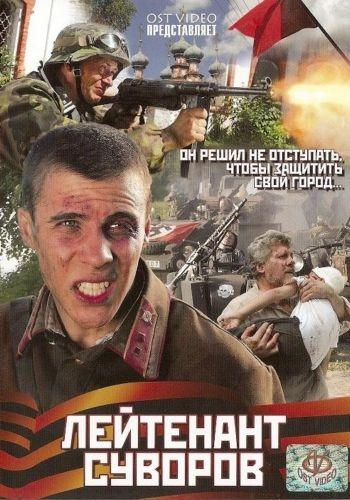 OST VIDEO
ПРЕДСТАВЛЯЕТ
ОН РЕШИЛ НЕ ОТСТУПАТЬ,
ЧТОБЫ ЗАЩИТИТЬ
СВОЙ ГОРОД...
ЛЕЙТЕНАНТ
СУВОРОВ
OST VIDEO